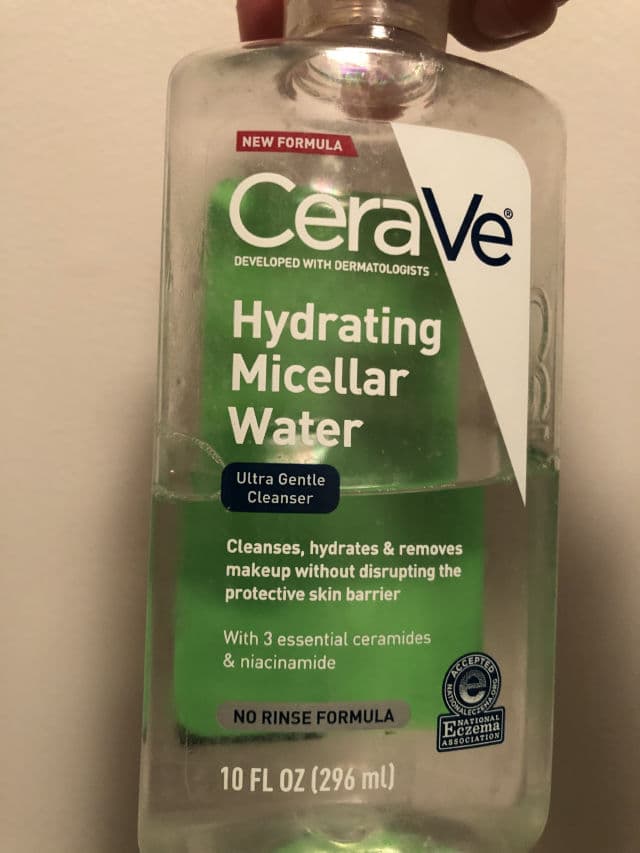 NEW FORMULA
CeraVe®
DEVELOPED WITH DERMATOLOGISTS
Hydrating
Micellar
Water
Ultra Gentle
Cleanser
Cleanses, hydrates & removes
makeup without disrupting the
protective skin barrier
With 3 essential ceramides
& niacinamide
ACCEPTED
NATIONALECZEMA.ORG
e
NATIONAL
Eczema
ASSOCIATION
NO RINSE FORMULA
10 FL OZ (296 ml)